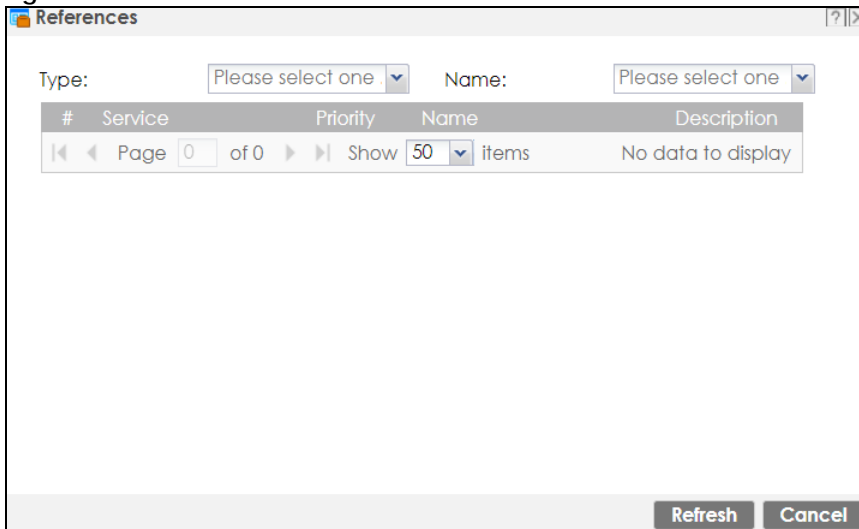 References
Type: Please select one Name: Please select one
# Service Priority Name Description
Page 0 of 0 Show 50 items No data to display
Refresh Cancel